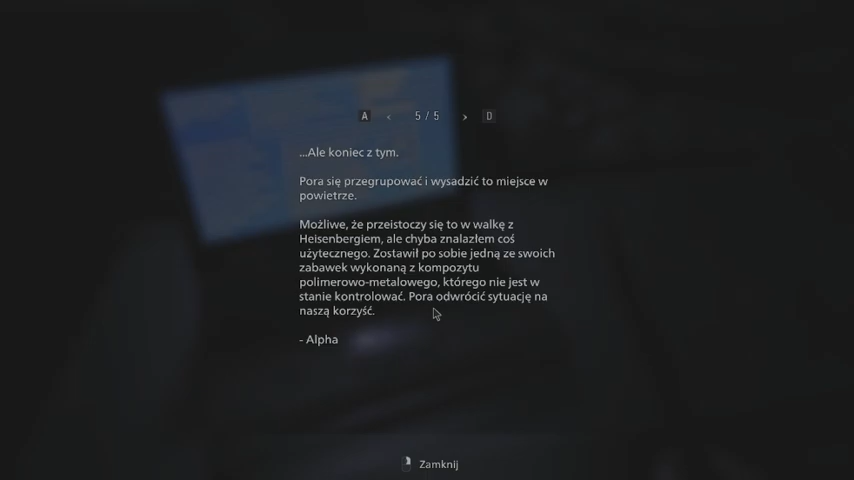 A < 5 / 5 > D
...Ale koniec z tym.
Pora się przegrupować i wysadzić to miejsce w
powietrze.
Możliwe, że przeistoczy się to w walkę z
Heisenbergiem, ale chyba znalazłem coś
użytecznego. Zostawił po sobie jedną ze swoich
zabawek wykonaną z kompozytu
polimerowo-metalowego, którego nie jest w
stanie kontrolować. Pora odwrócić sytuację na
naszą korzyść.
- Alpha
Zamknij